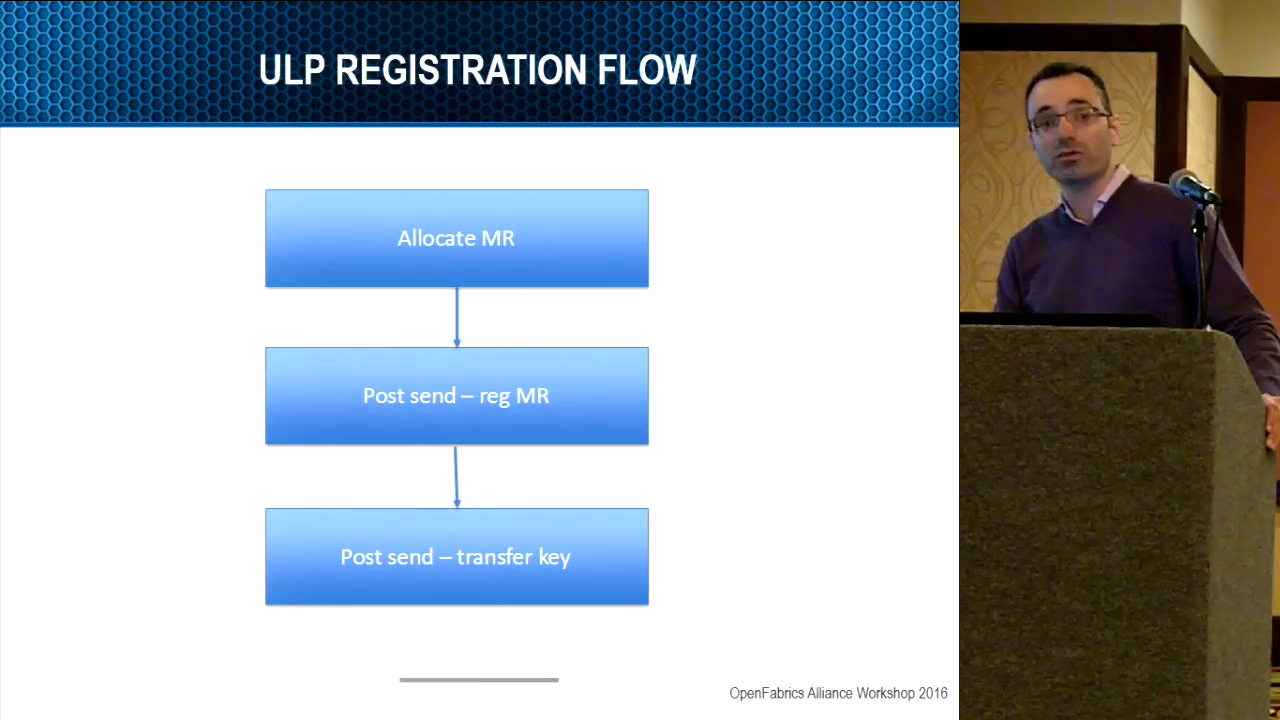 ULP REGISTRATION FLOW
Allocate MR
Post send – reg MR
Post send – transfer key
OpenFabrics Alliance Workshop 2016